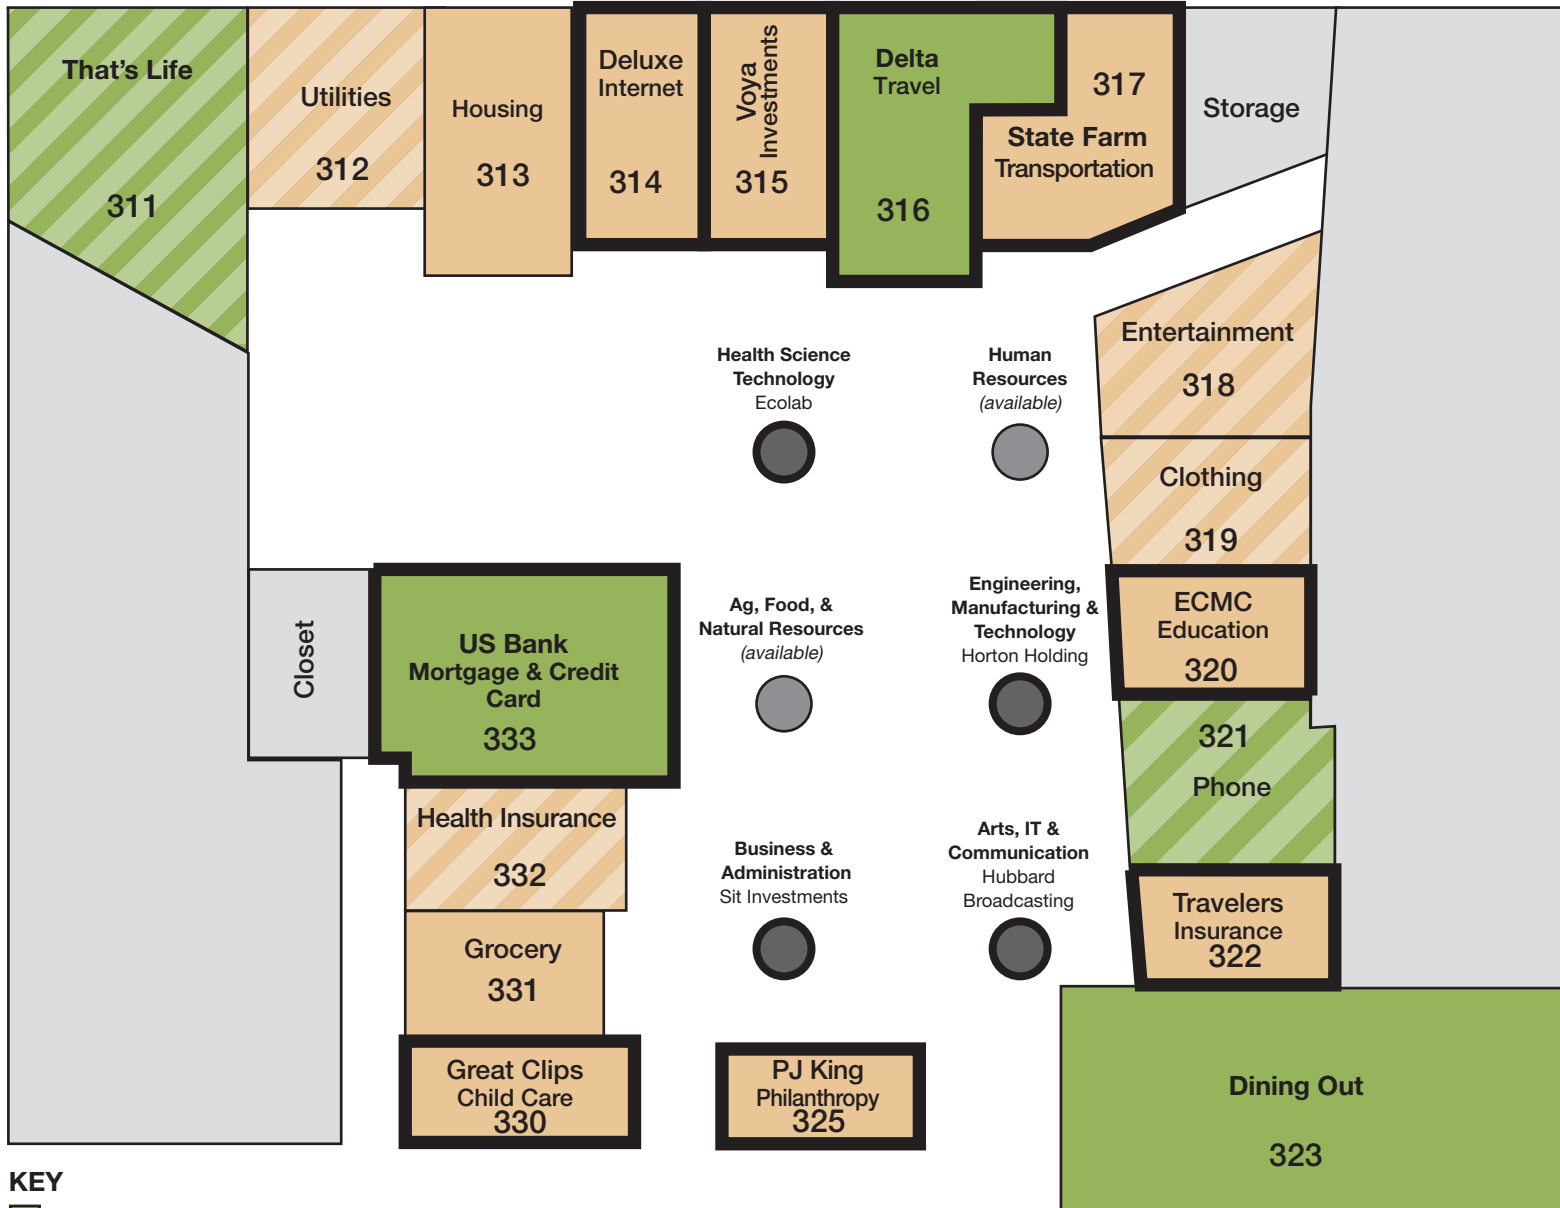 That's Life
311
Utilities
312
Housing
313
Deluxe
Internet
314
Voya
Investments
315
Delta
Travel
316
317
State Farm
Transportation
Storage
Health Science
Technology
Ecolab
Human
Resources
(available)
Entertainment
318
Clothing
319
Closet
US Bank
Mortgage & Credit
Card
333
Ag, Food, &
Natural Resources
(available)
Engineering,
Manufacturing &
Technology
Horton Holding
ECMC
Education
320
321
Phone
Health Insurance
332
Business &
Administration
Sit Investments
Arts, IT &
Communication
Hubbard
Broadcasting
Travelers
Insurance
322
Grocery
331
Great Clips
Child Care
330
PJ King
Philanthropy
325
Dining Out
323
KEY